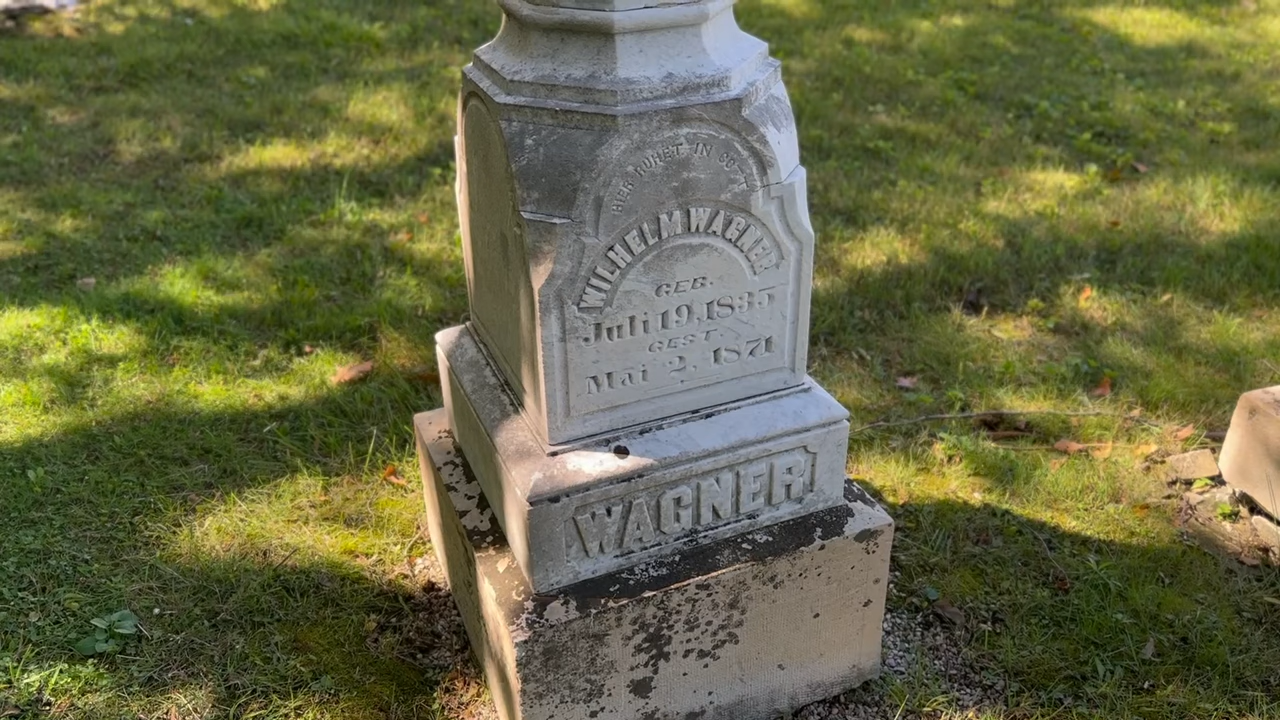 HIER RUHET IN GOTT
WILHELM WAGNER
GEB.
Juli 19, 1835
GEST.
Mai 2, 1871
WAGNER